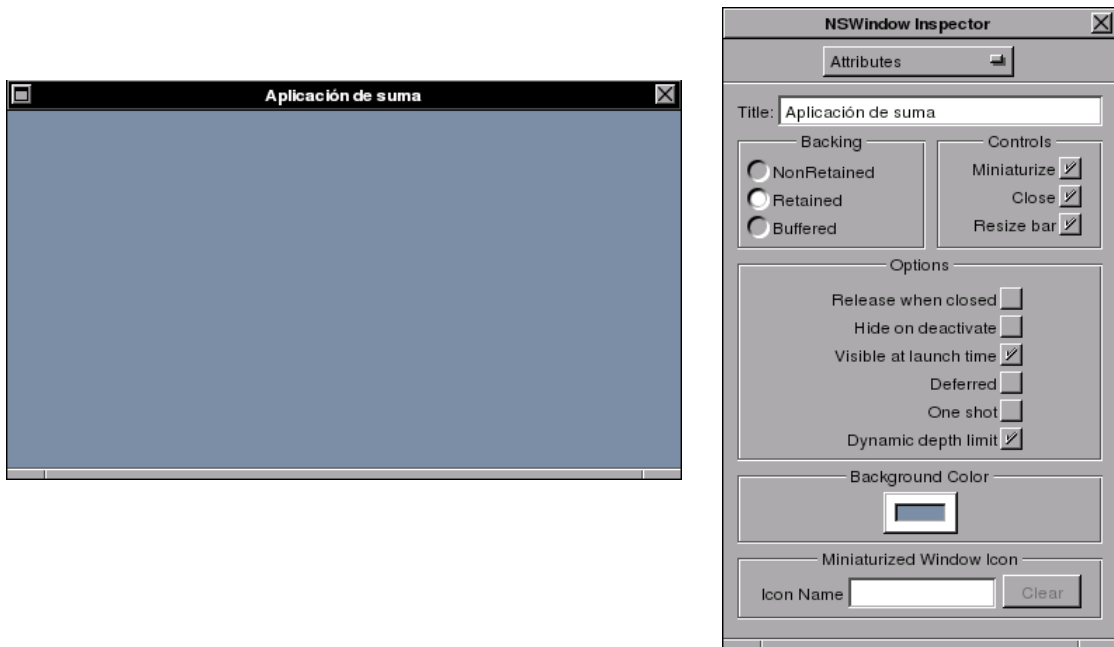 Aplicación de suma
NSWindow Inspector
Attributes
Title: Aplicación de suma
Backing
NonRetained
Retained
Buffered
Controls
Miniaturize
Close
Resize bar
Options
Release when closed
Hide on deactivate
Visible at launch time
Deferred
One shot
Dynamic depth limit
Background Color
Miniaturized Window Icon
Icon Name
Clear